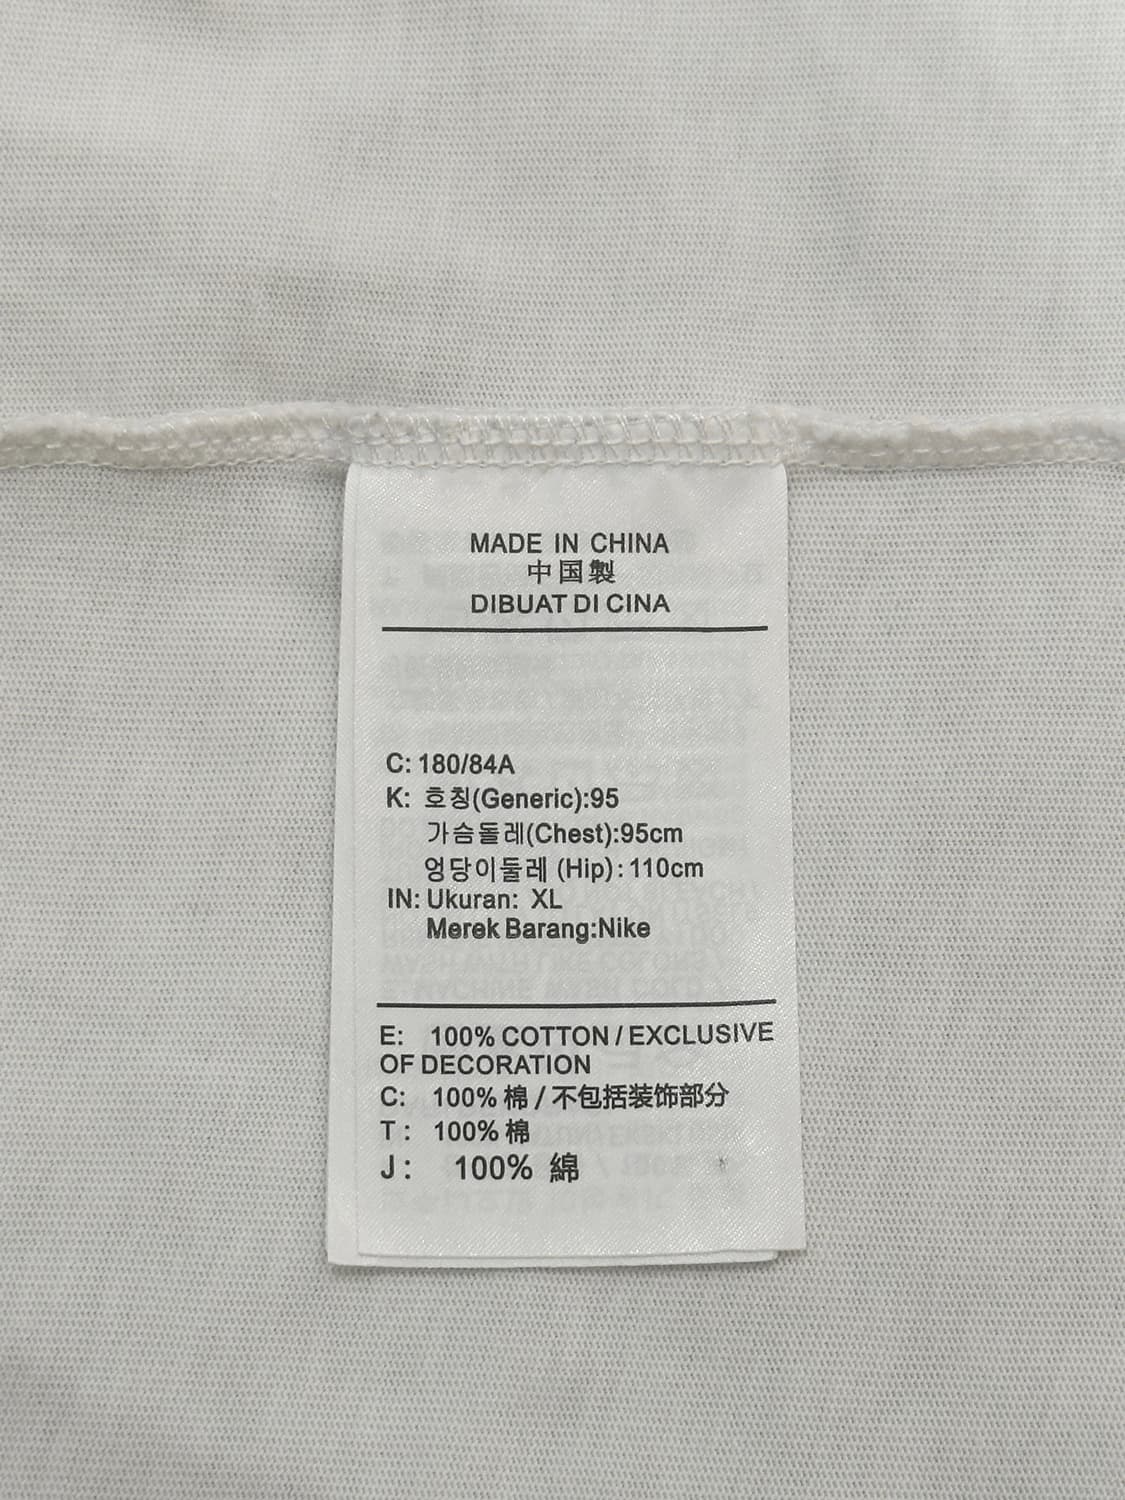 MADE IN CHINA
中国製
DIBUAT DI CINA
C: 180/84A
K: 호칭(Generic):95
가슴돌레(Chest):95cm
엉당이둘레 (Hip): 110cm
IN: Ukuran: XL
Merek Barang:Nike
E: 100% COTTON / EXCLUSIVE
OF DECORATION
C: 100% 棉 / 不包括装饰部分
T: 100% 棉
J: 100% 綿